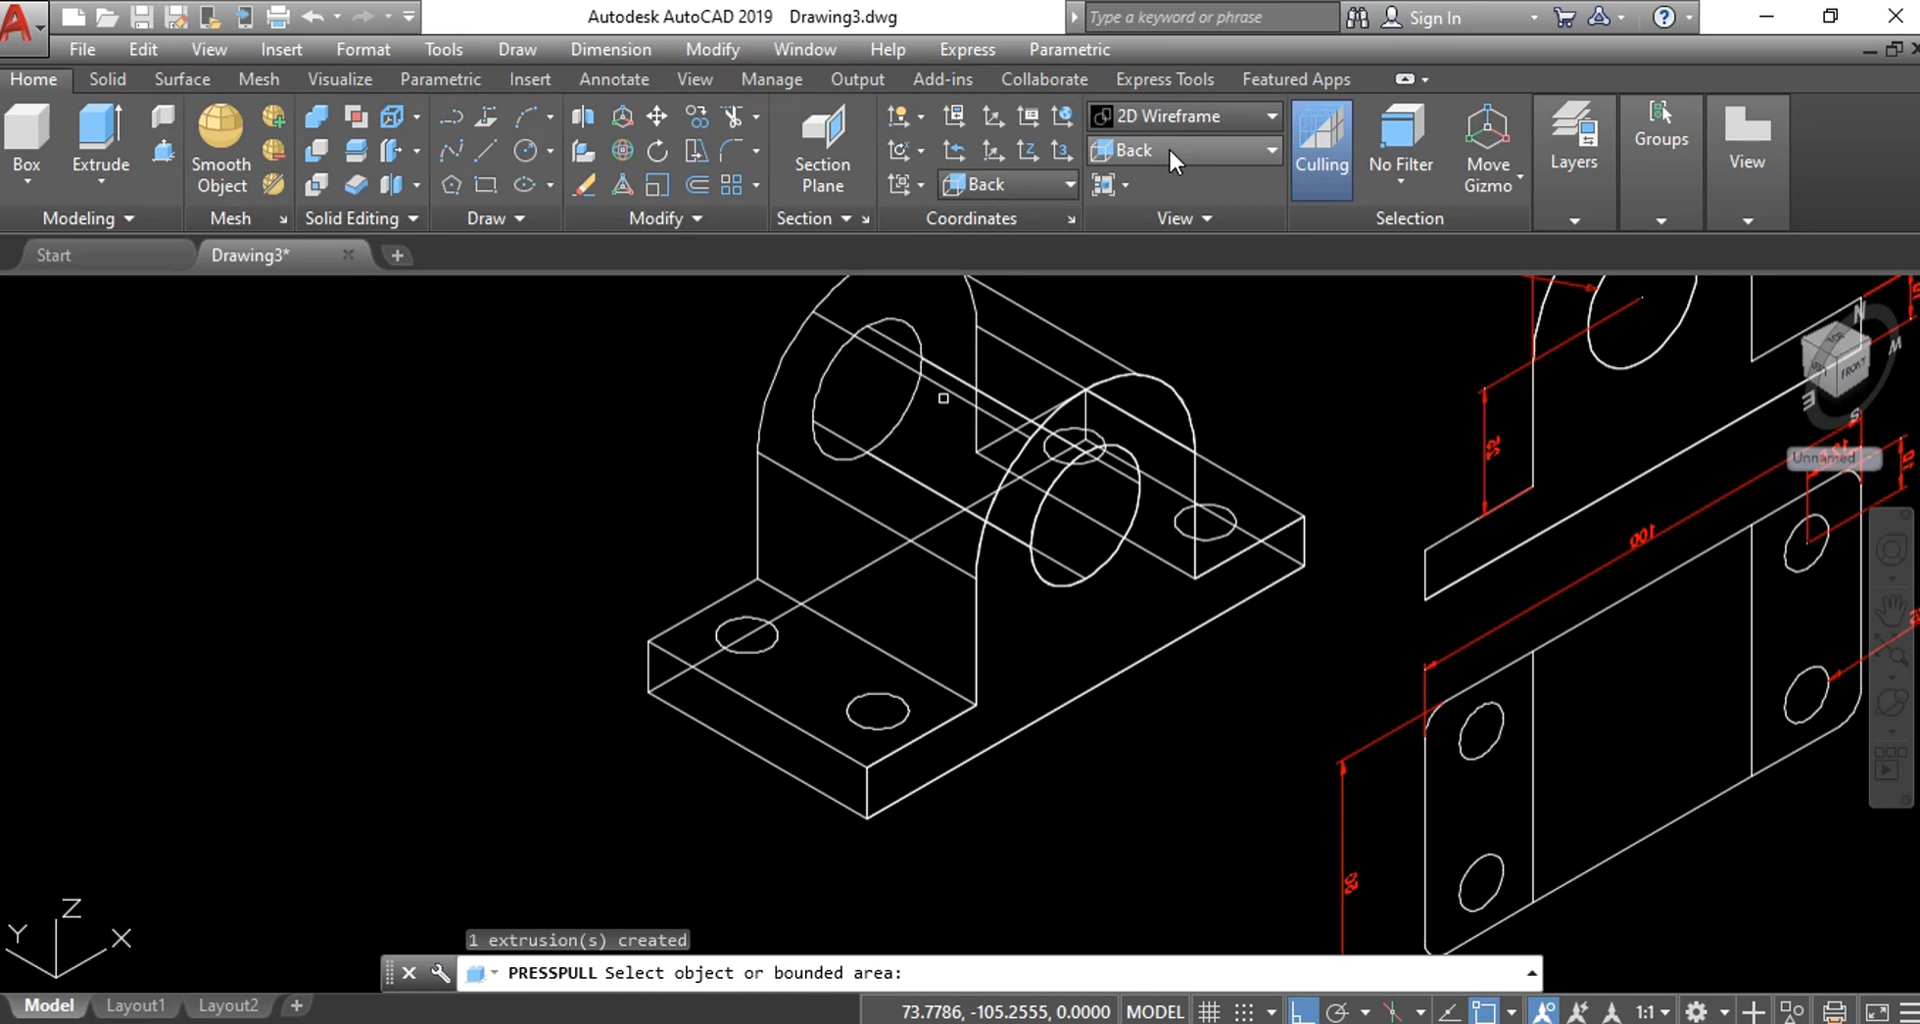 Autodesk AutoCAD 2019 Drawing3.dwg
Type a keyword or phrase
Sign In
File Edit View Insert Format Tools Draw Dimension Modify Window Help Express Parametric
Home Solid Surface Mesh Visualize Parametric Insert Annotate View Manage Output Add-ins Collaborate Express Tools Featured Apps
2D Wireframe
Back
Box
Extrude
Smooth
Object
Section
Plane
Back
Culling
No Filter
Move
Gizmo
Layers
Groups
View
Modeling Mesh Solid Editing Draw Modify Section Coordinates View Selection
Start
Drawing3*
N
W
TOP
LEFT
FRONT
E
S
Unnamed
100
Z
Y
X
1 extrusion(s) created
PRESSPULL Select object or bounded area:
Model Layout1 Layout2
73.7786, -105.2555, 0.0000 MODEL
1:1